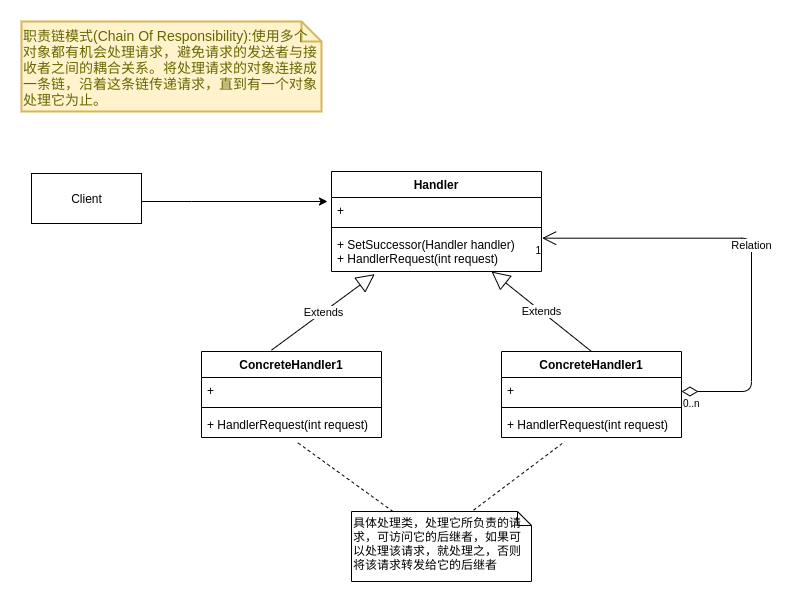 职责链模式(Chain Of Responsibility):使用多个
对象都有机会处理请求，避免请求的发送者与接
收者之间的耦合关系。将处理请求的对象连接成
一条链，沿着这条链传递请求，直到有一个对象
处理它为止。
Client
Handler
+
+ SetSuccessor(Handler handler)
+ HandlerRequest(int request)
1
Relation
Extends
Extends
ConcreteHandler1
+
+ HandlerRequest(int request)
ConcreteHandler1
+
+ HandlerRequest(int request)
0..n
具体处理类，处理它所负责的请
求，可访问它的后继者，如果可
以处理该请求，就处理之，否则
将该请求转发给它的后继者